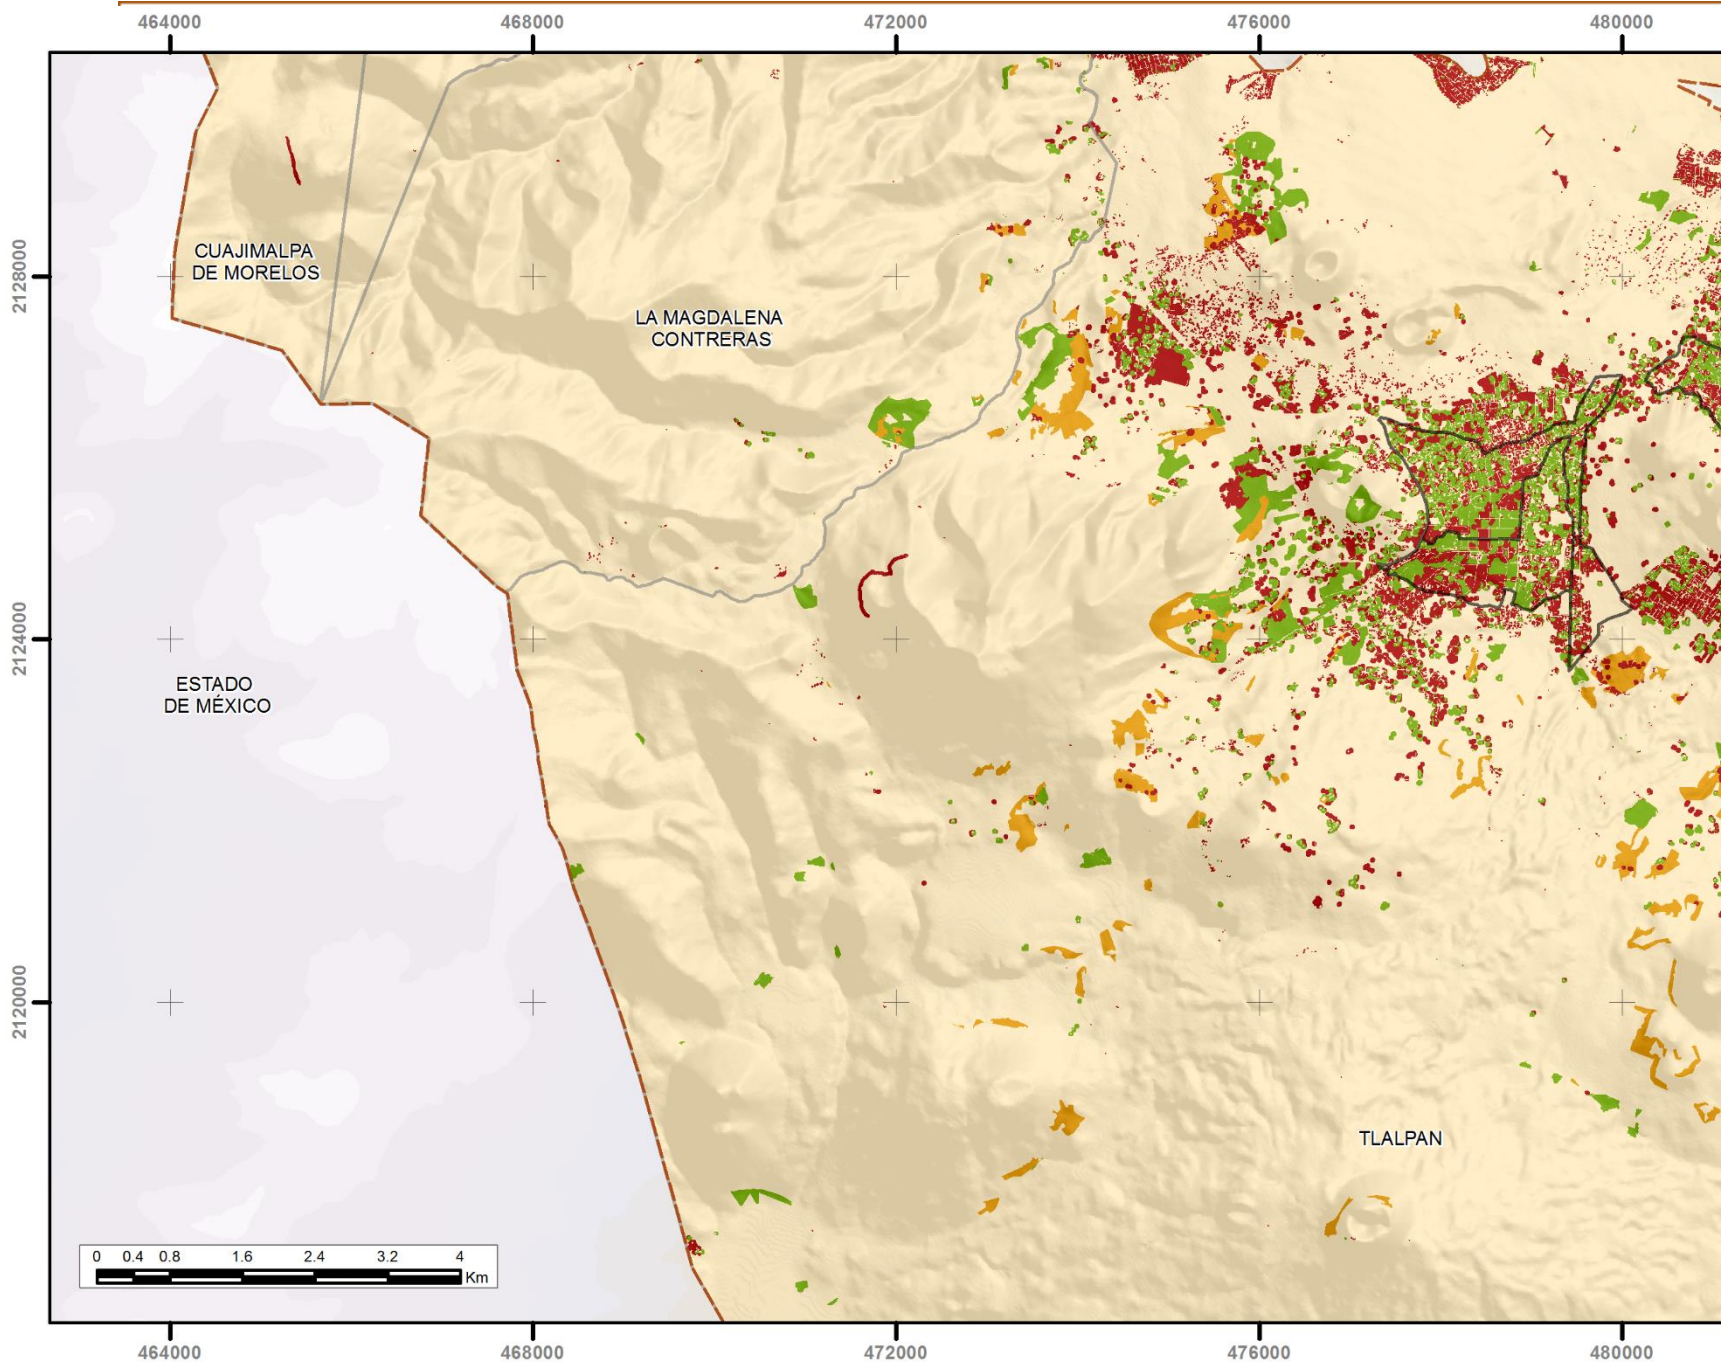 464000 468000 472000 476000 480000
2128000
CUAJIMALPA
DE MORELOS
LA MAGDALENA
CONTRERAS
2124000
ESTADO
DE MÉXICO
2120000
TLALPAN
0 0.4 0.8 1.6 2.4 3.2 4
Km
464000 468000 472000 476000 480000